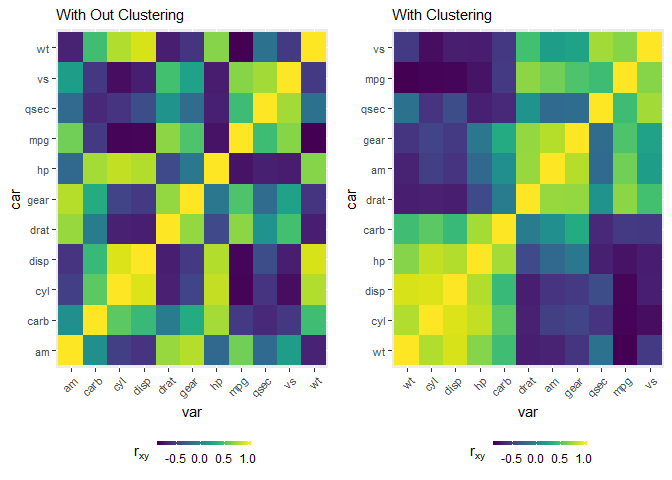 With Out Clustering
wt
vs
qsec
mpg
hp
gear
drat
disp
cyl
carb
am
car
am carb cyl disp drat gear hp mpg qsec vs wt
var
rxy
-0.5 0.0 0.5 1.0
With Clustering
vs
mpg
qsec
gear
am
drat
carb
hp
disp
cyl
wt
car
wt cyl disp hp carb drat am gear qsec mpg vs
var
rxy
-0.5 0.0 0.5 1.0